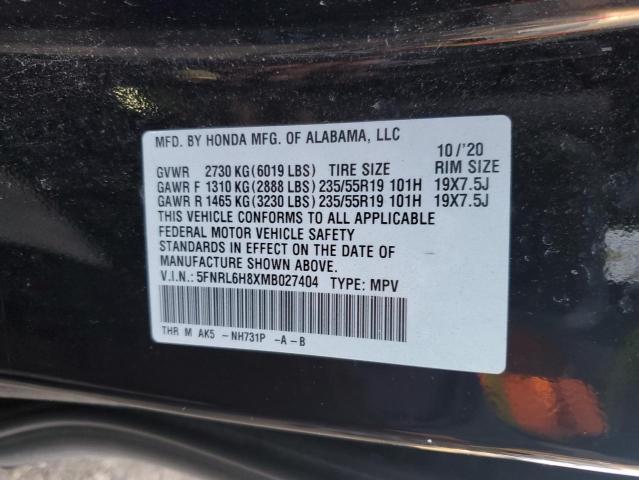 MFD. BY HONDA MFG. OF ALABAMA, LLC 10/'20
GVWR 2730 KG(6019 LBS) TIRE SIZE RIM SIZE
GAWR F 1310 KG(2888 LBS)235/55R19 101H 19X7.5J
GAWR R 1465 KG(3230 LBS)235/55R19 101H 19X7.5J
THIS VEHICLE CONFORMS TO ALL APPLICABLE
FEDERAL MOTOR VEHICLE SAFETY
STANDARDS IN EFFECT ON THE DATE OF
MANUFACTURE SHOWN ABOVE.
V.I.N.: 5FNRL6H8XMB027404 TYPE: MPV
THR M AK5 -NH731P -A-B